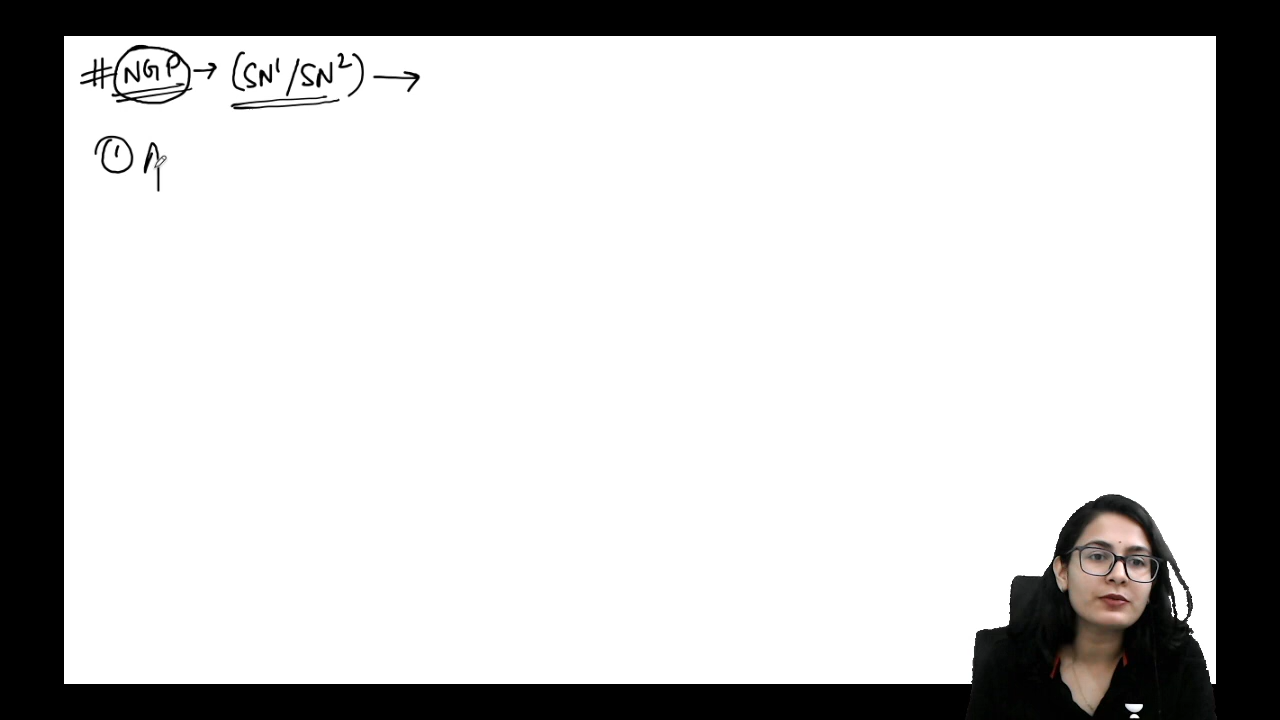 # NGP → (SN¹/SN²) →
①